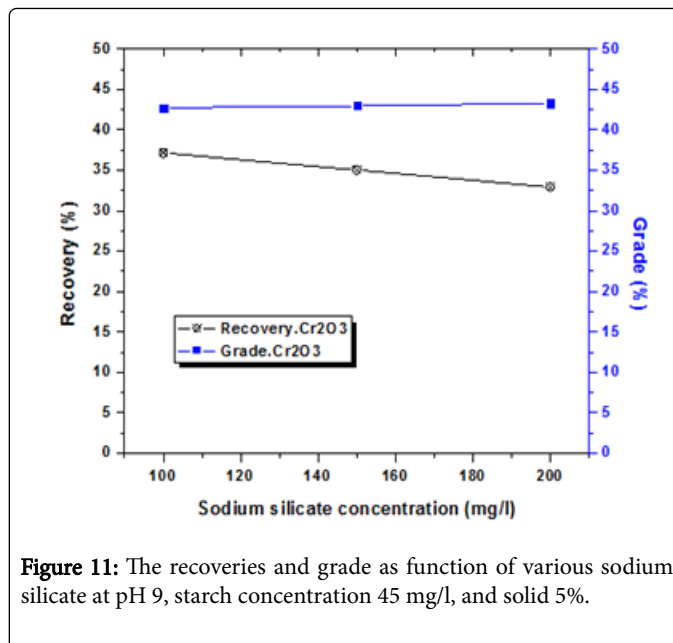 50
45
40
35
30
25
20
15
10
5
0
Recovery (%)
50
45
40
35
30
25
20
15
10
5
0
Grade (%)
Recovery.Cr2O3
Grade.Cr2O3
100 120 140 160 180 200
Sodium silicate concentration (mg/l)
Figure 11: The recoveries and grade as function of various sodium
silicate at pH 9, starch concentration 45 mg/l, and solid 5%.